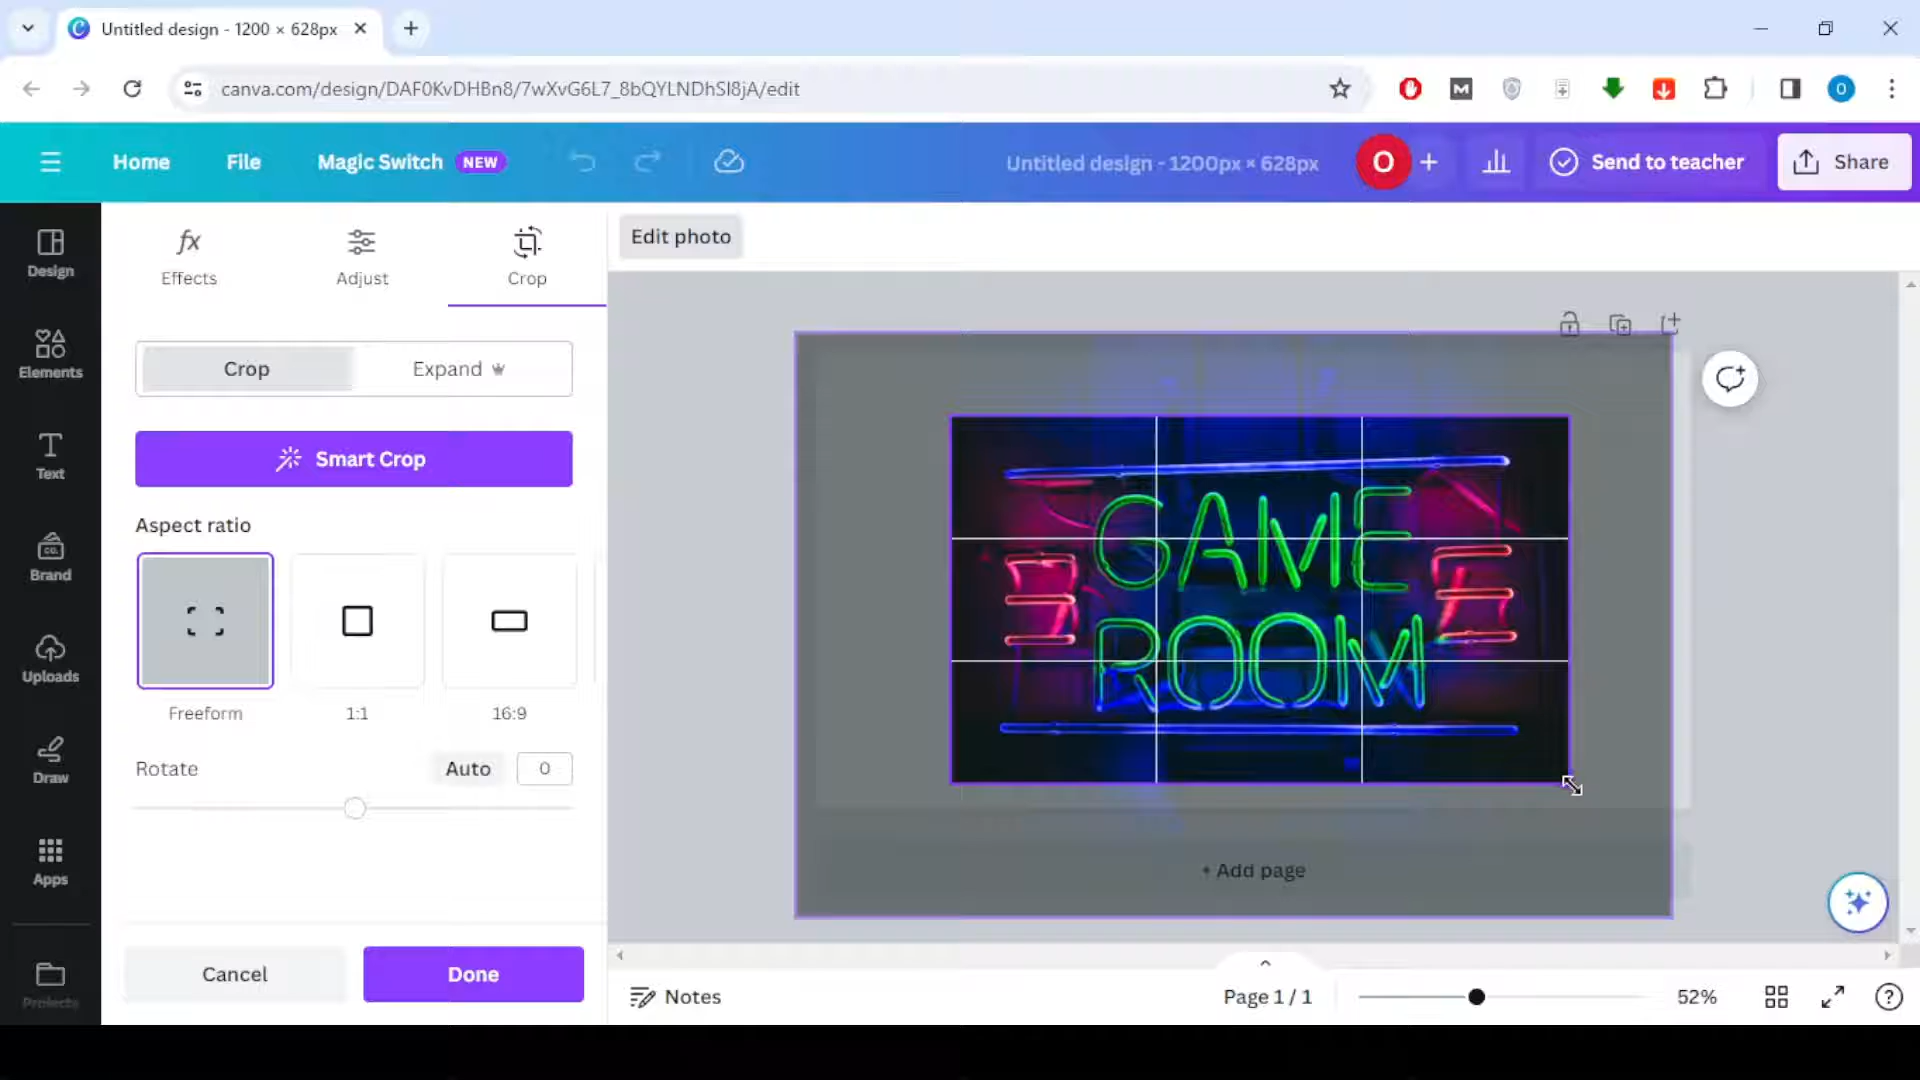 Untitled design - 1200 × 628px
canva.com/design/DAF0KvDHBn8/7wXvG6L7_8bQYLNDhSl8jA/edit
M
O
Home
File
Magic Switch NEW
Untitled design - 1200px × 628px
O
Send to teacher
Share
Design
Elements
Text
CO.
Brand
Uploads
Draw
Apps
Projects
fx
Effects
Adjust
Crop
Edit photo
Crop
Expand
Smart Crop
Aspect ratio
Freeform
1:1
16:9
Rotate
Auto
0
Cancel
Done
GAME
ROOM
+ Add page
Notes
Page 1 / 1
52%
?